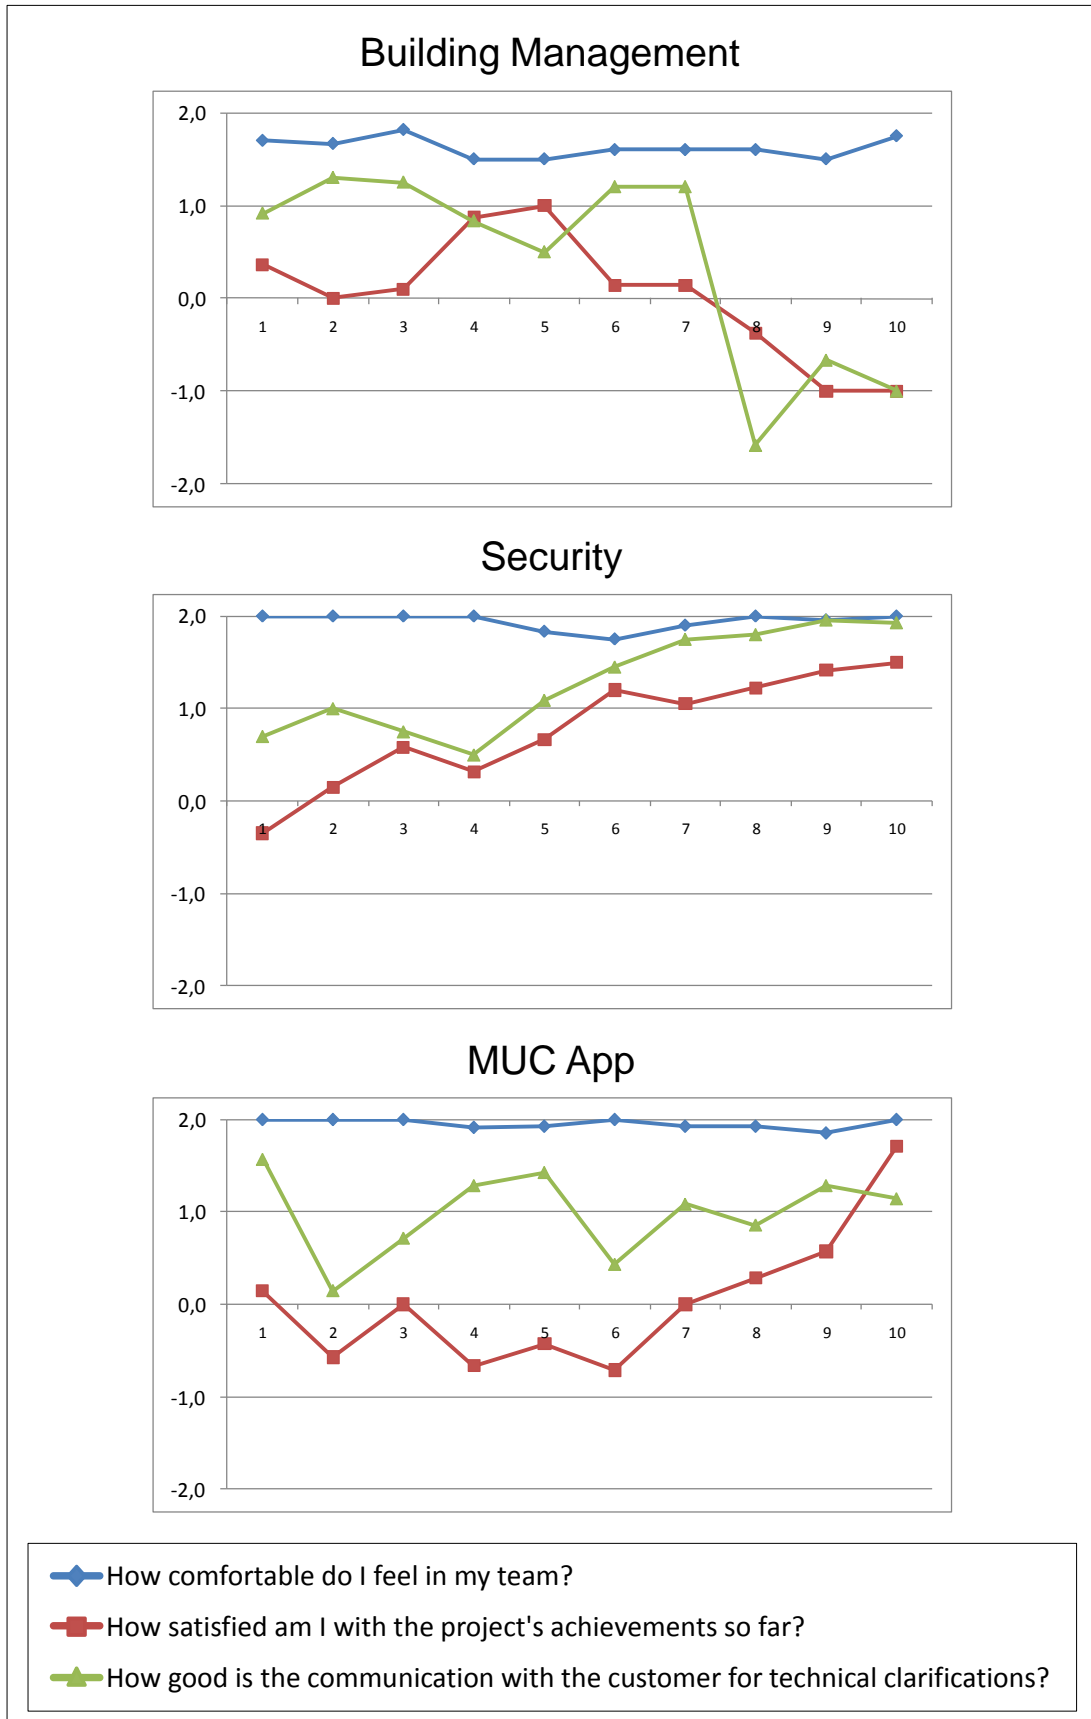 Building Management
2,0
1,0
0,0
1 2 3 4 5 6 7 8 9 10
-1,0
-2,0
Security
2,0
1,0
0,0
1 2 3 4 5 6 7 8 9 10
-1,0
-2,0
MUC App
2,0
1,0
0,0
1 2 3 4 5 6 7 8 9 10
-1,0
-2,0
How comfortable do I feel in my team?
How satisfied am I with the project's achievements so far?
How good is the communication with the customer for technical clarifications?